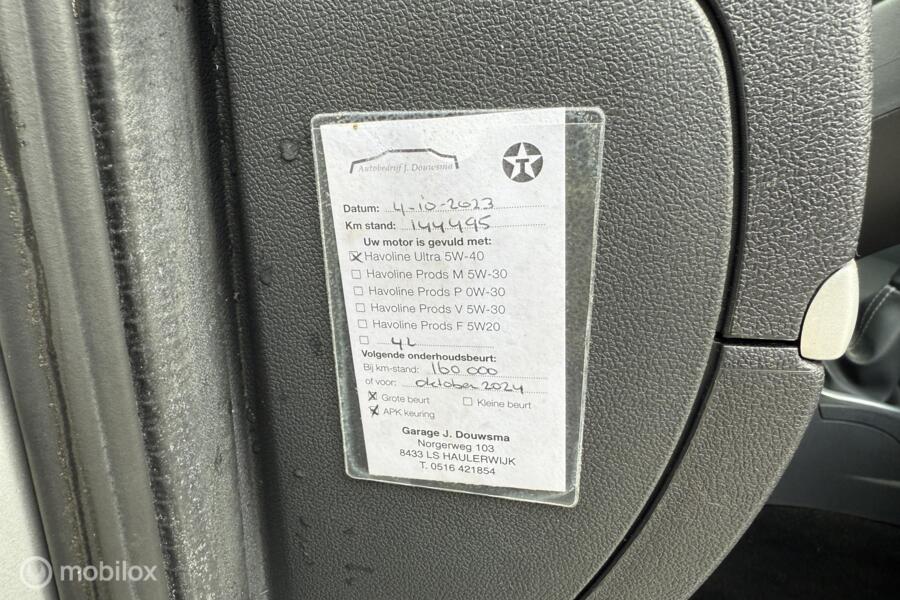 Autobedrijf J. Douwsma
T
Datum: 4-10-2023
Km stand: 144495
Uw motor is gevuld met:
Havoline Ultra 5W-40
Havoline Prods M 5W-30
Havoline Prods P 0W-30
Havoline Prods V 5W-30
Havoline Prods F 5W20
4L
Volgende onderhoudsbeurt:
Bij km-stand: 160 000
of voor: oktober 2024
Grote beurt Kleine beurt
APK keuring
Garage J. Douwsma
Norgerweg 103
8433 LS HAULERWIJK
T. 0516 421854
mobilox